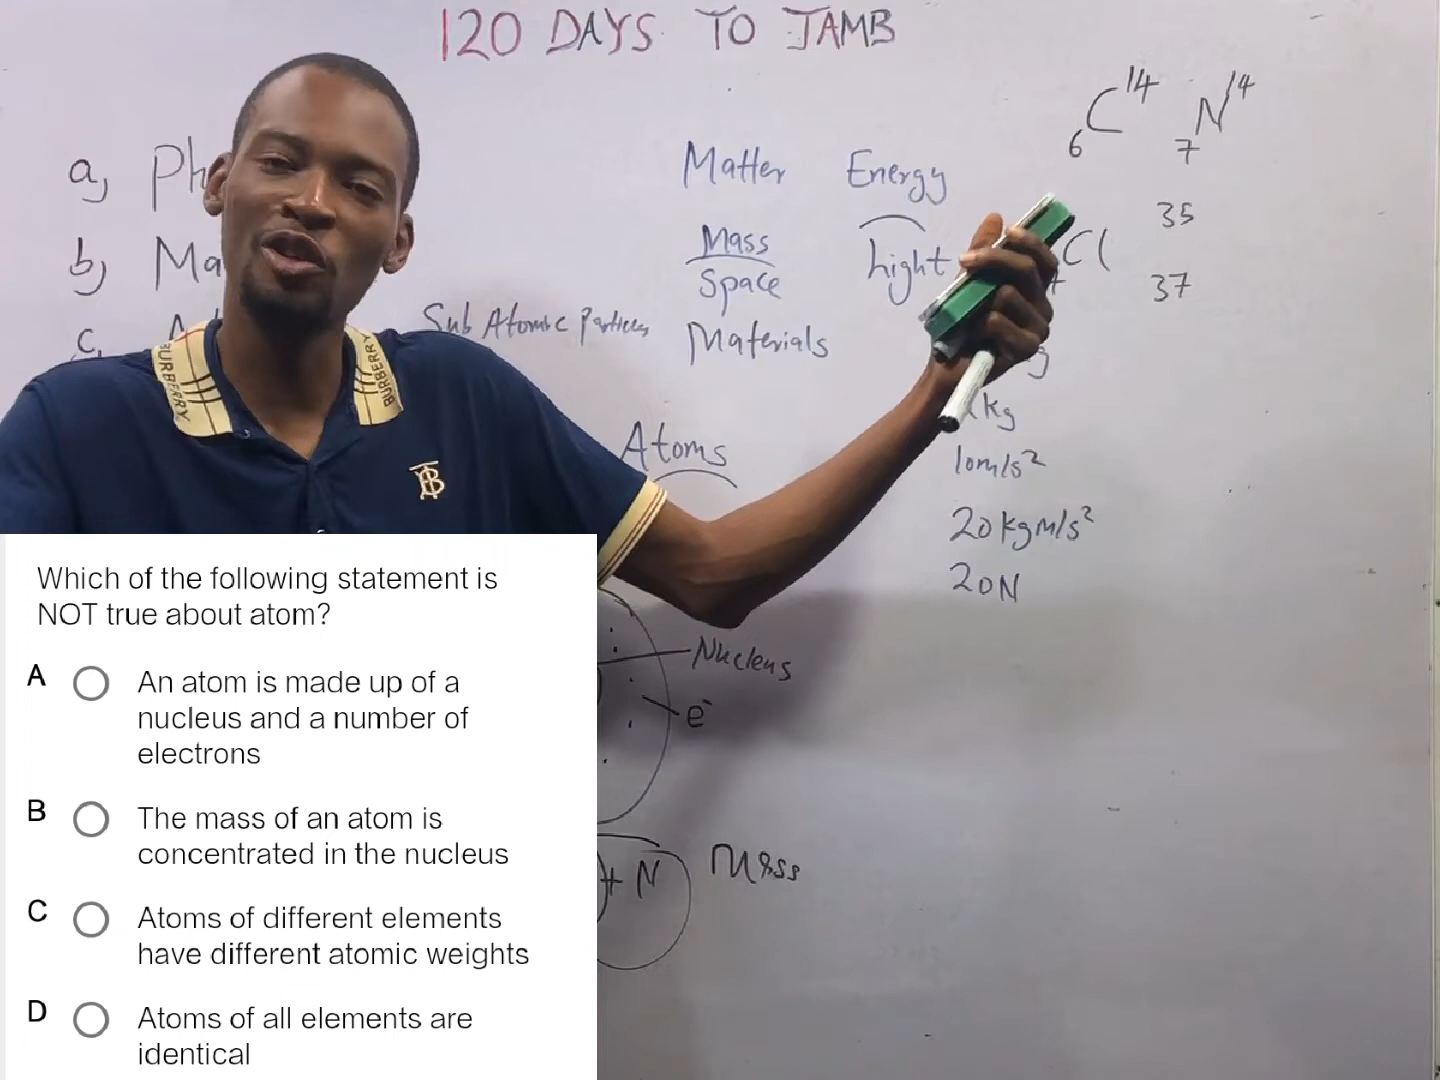 120 DAYS TO JAMB
a, Ph
b, Ma
c,
Sub Atomic Particles
Matter Energy
Mass
Space
Light
Materials
6 C 14
7 N 14
Cl 35
37
kg
10m/s²
20kgm/s²
20N
Atoms
Nucleus
e⁻
+ N
Mass
BURBERRY
BURBERRY
Which of the following statement is
NOT true about atom?
A An atom is made up of a
nucleus and a number of
electrons
B The mass of an atom is
concentrated in the nucleus
C Atoms of different elements
have different atomic weights
D Atoms of all elements are
identical